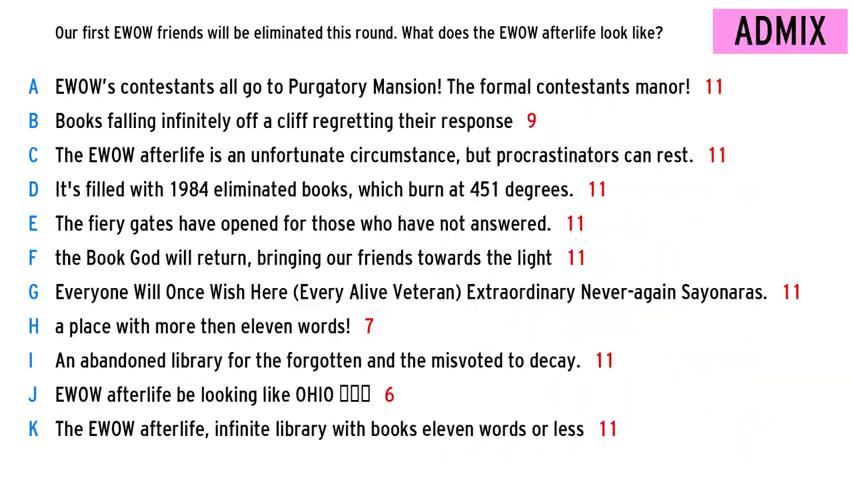 Our first EWOW friends will be eliminated this round. What does the EWOW afterlife look like?
ADMIX
A EWOW's contestants all go to Purgatory Mansion! The formal contestants manor! 11
B Books falling infinitely off a cliff regretting their response 9
C The EWOW afterlife is an unfortunate circumstance, but procrastinators can rest. 11
D It's filled with 1984 eliminated books, which burn at 451 degrees. 11
E The fiery gates have opened for those who have not answered. 11
F the Book God will return, bringing our friends towards the light 11
G Everyone Will Once Wish Here (Every Alive Veteran) Extraordinary Never-again Sayonaras. 11
H a place with more then eleven words! 7
I An abandoned library for the forgotten and the misvoted to decay. 11
J EWOW afterlife be looking like OHIO 6
K The EWOW afterlife, infinite library with books eleven words or less 11